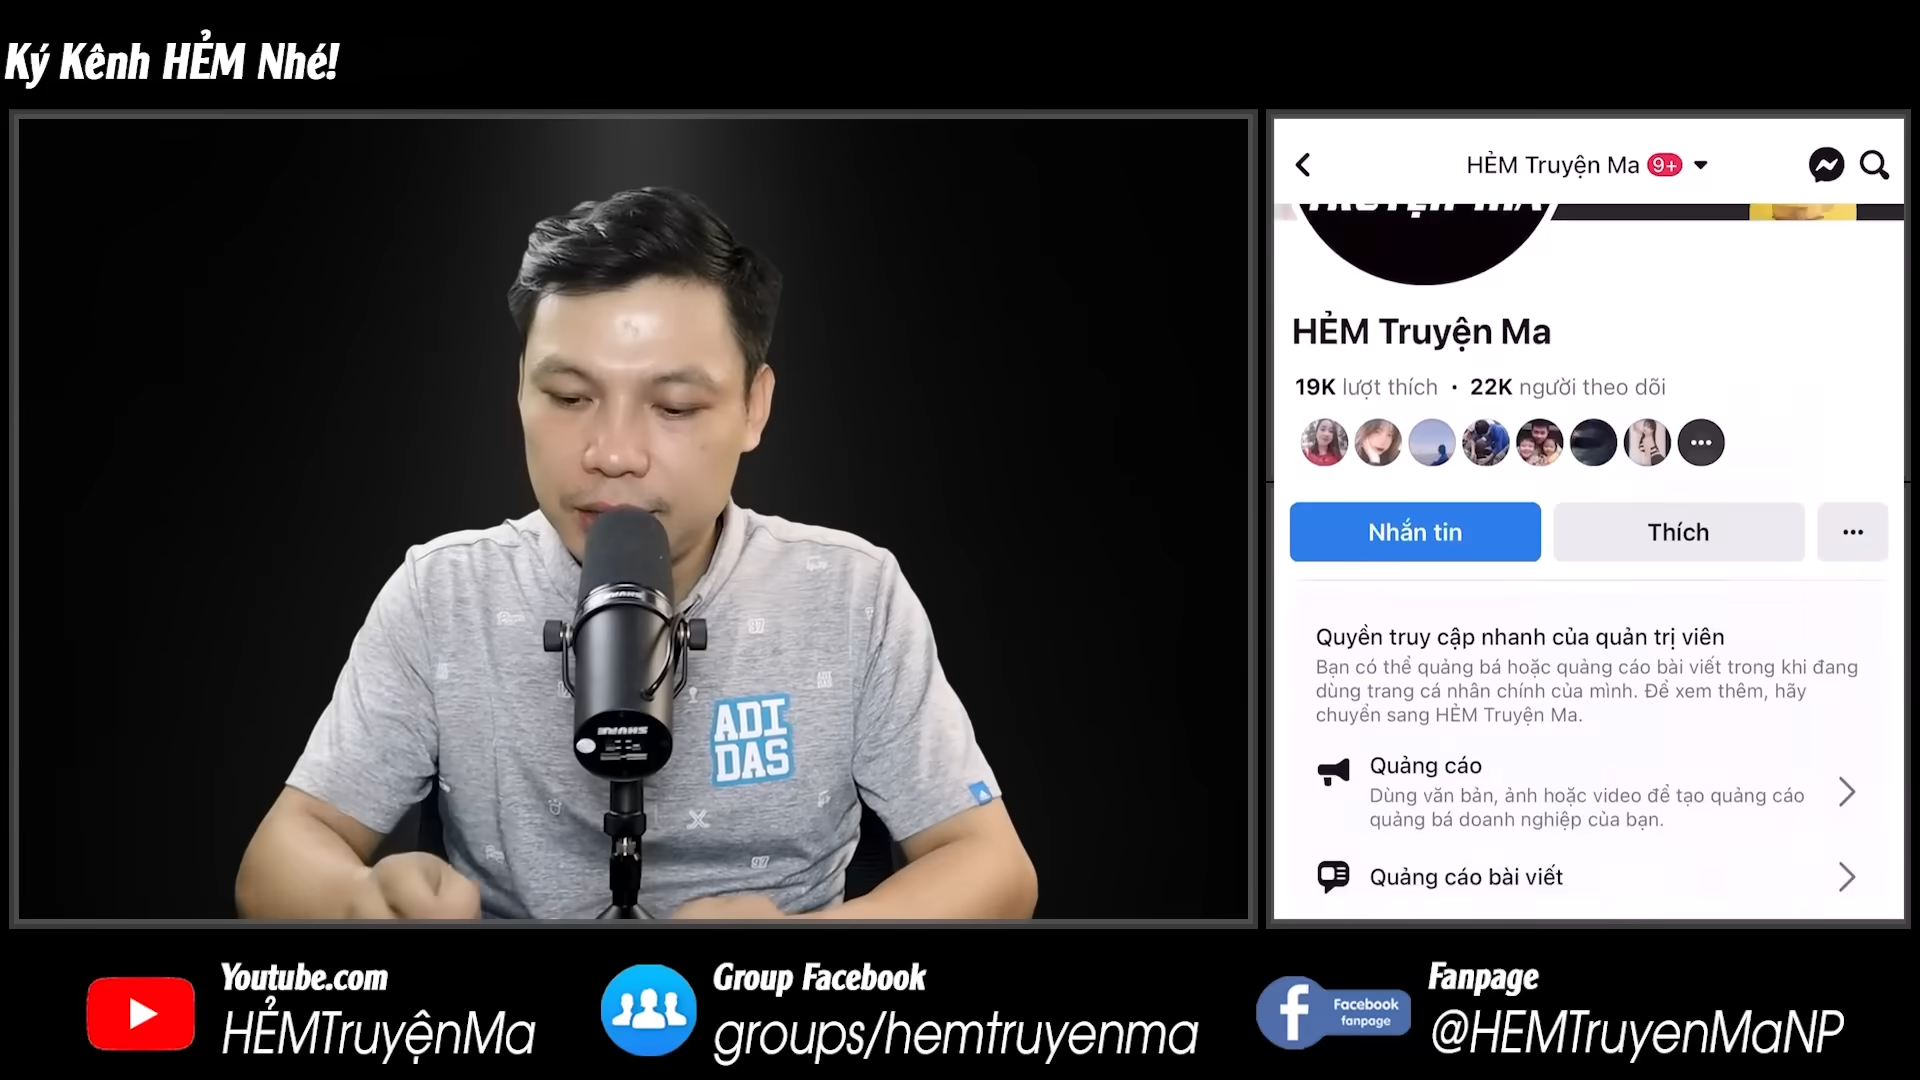 Ký Kênh HẺM Nhé!
HẺM Truyện Ma 9+
HẺM Truyện Ma
19K lượt thích • 22K người theo dõi
Nhắn tin
Thích
Quyền truy cập nhanh của quản trị viên
Bạn có thể quảng bá hoặc quảng cáo bài viết trong khi đang
dùng trang cá nhân chính của mình. Để xem thêm, hãy
chuyển sang HẺM Truyện Ma.
Quảng cáo
Dùng văn bản, ảnh hoặc video để tạo quảng cáo
quảng bá doanh nghiệp của bạn.
Quảng cáo bài viết
SHURE
ADI
DAS
Youtube.com
HẺMTruyệnMa
Group Facebook
groups/hemtruyenma
Facebook
fanpage
Fanpage
@HEMTruyenMaNP